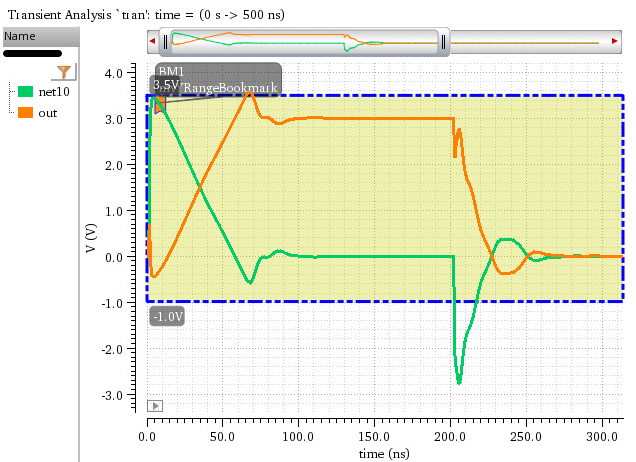 Transient Analysis `tran': time = (0 s -> 500 ns)
Name
net10
out
BM1
3.5V
YRangeBookmark
-1.0V
V (V)
4.0
3.0
2.0
1.0
0.0
-1.0
-2.0
-3.0
0.0 50.0 100.0 150.0 200.0 250.0 300.0
time (ns)